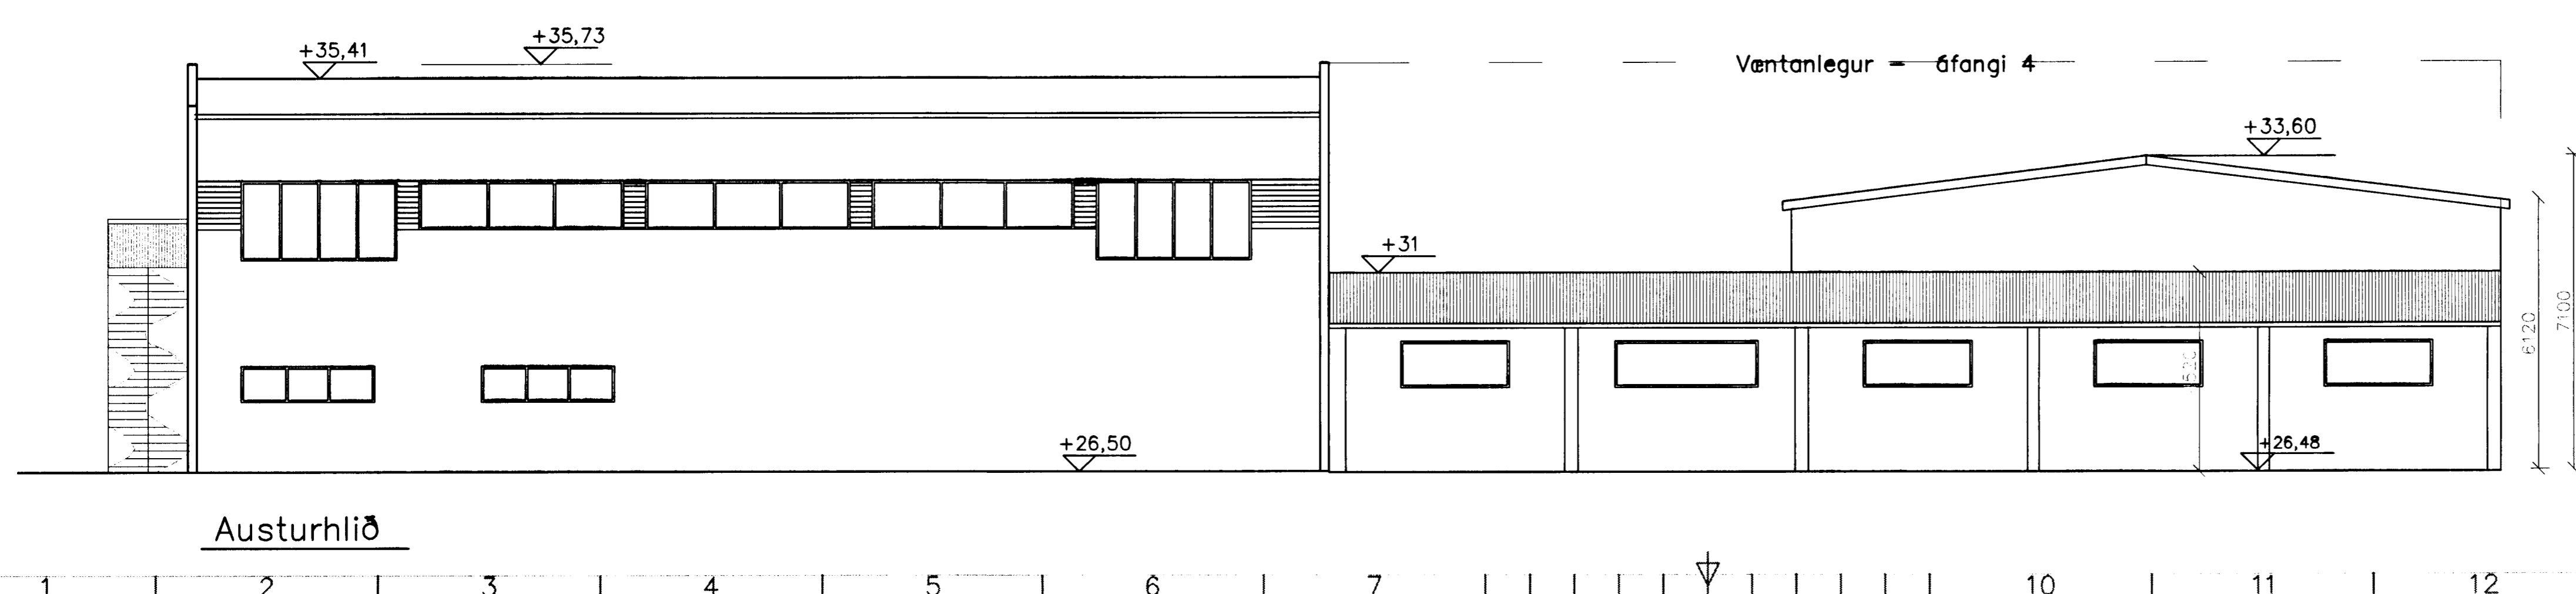 +35,41
+35,73
Væntanlegur - áfangi 4
+33,60
+31
+26,50
+26,48
6120
7100
Austurhlið
1 2 3 4 5 6 7 10 11 12